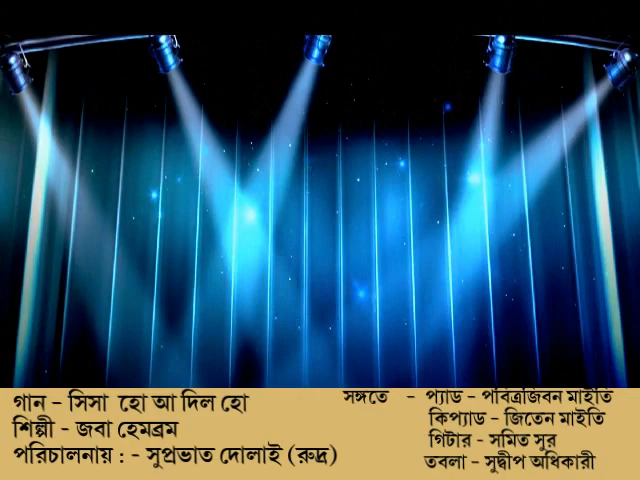 গান - সিসা হো আ দিল হো
শিল্পী - জবা হেমব্রম
পরিচালনায় : - সুপ্রভাত দোলাই (রুদ্র)
সঙ্গতে - প্যাড - পবিত্রজিবন মাইতি
কিপ্যাড - জিতেন মাইতি
গিটার - সমিত সুর
তবলা - সুদ্বীপ অধিকারী